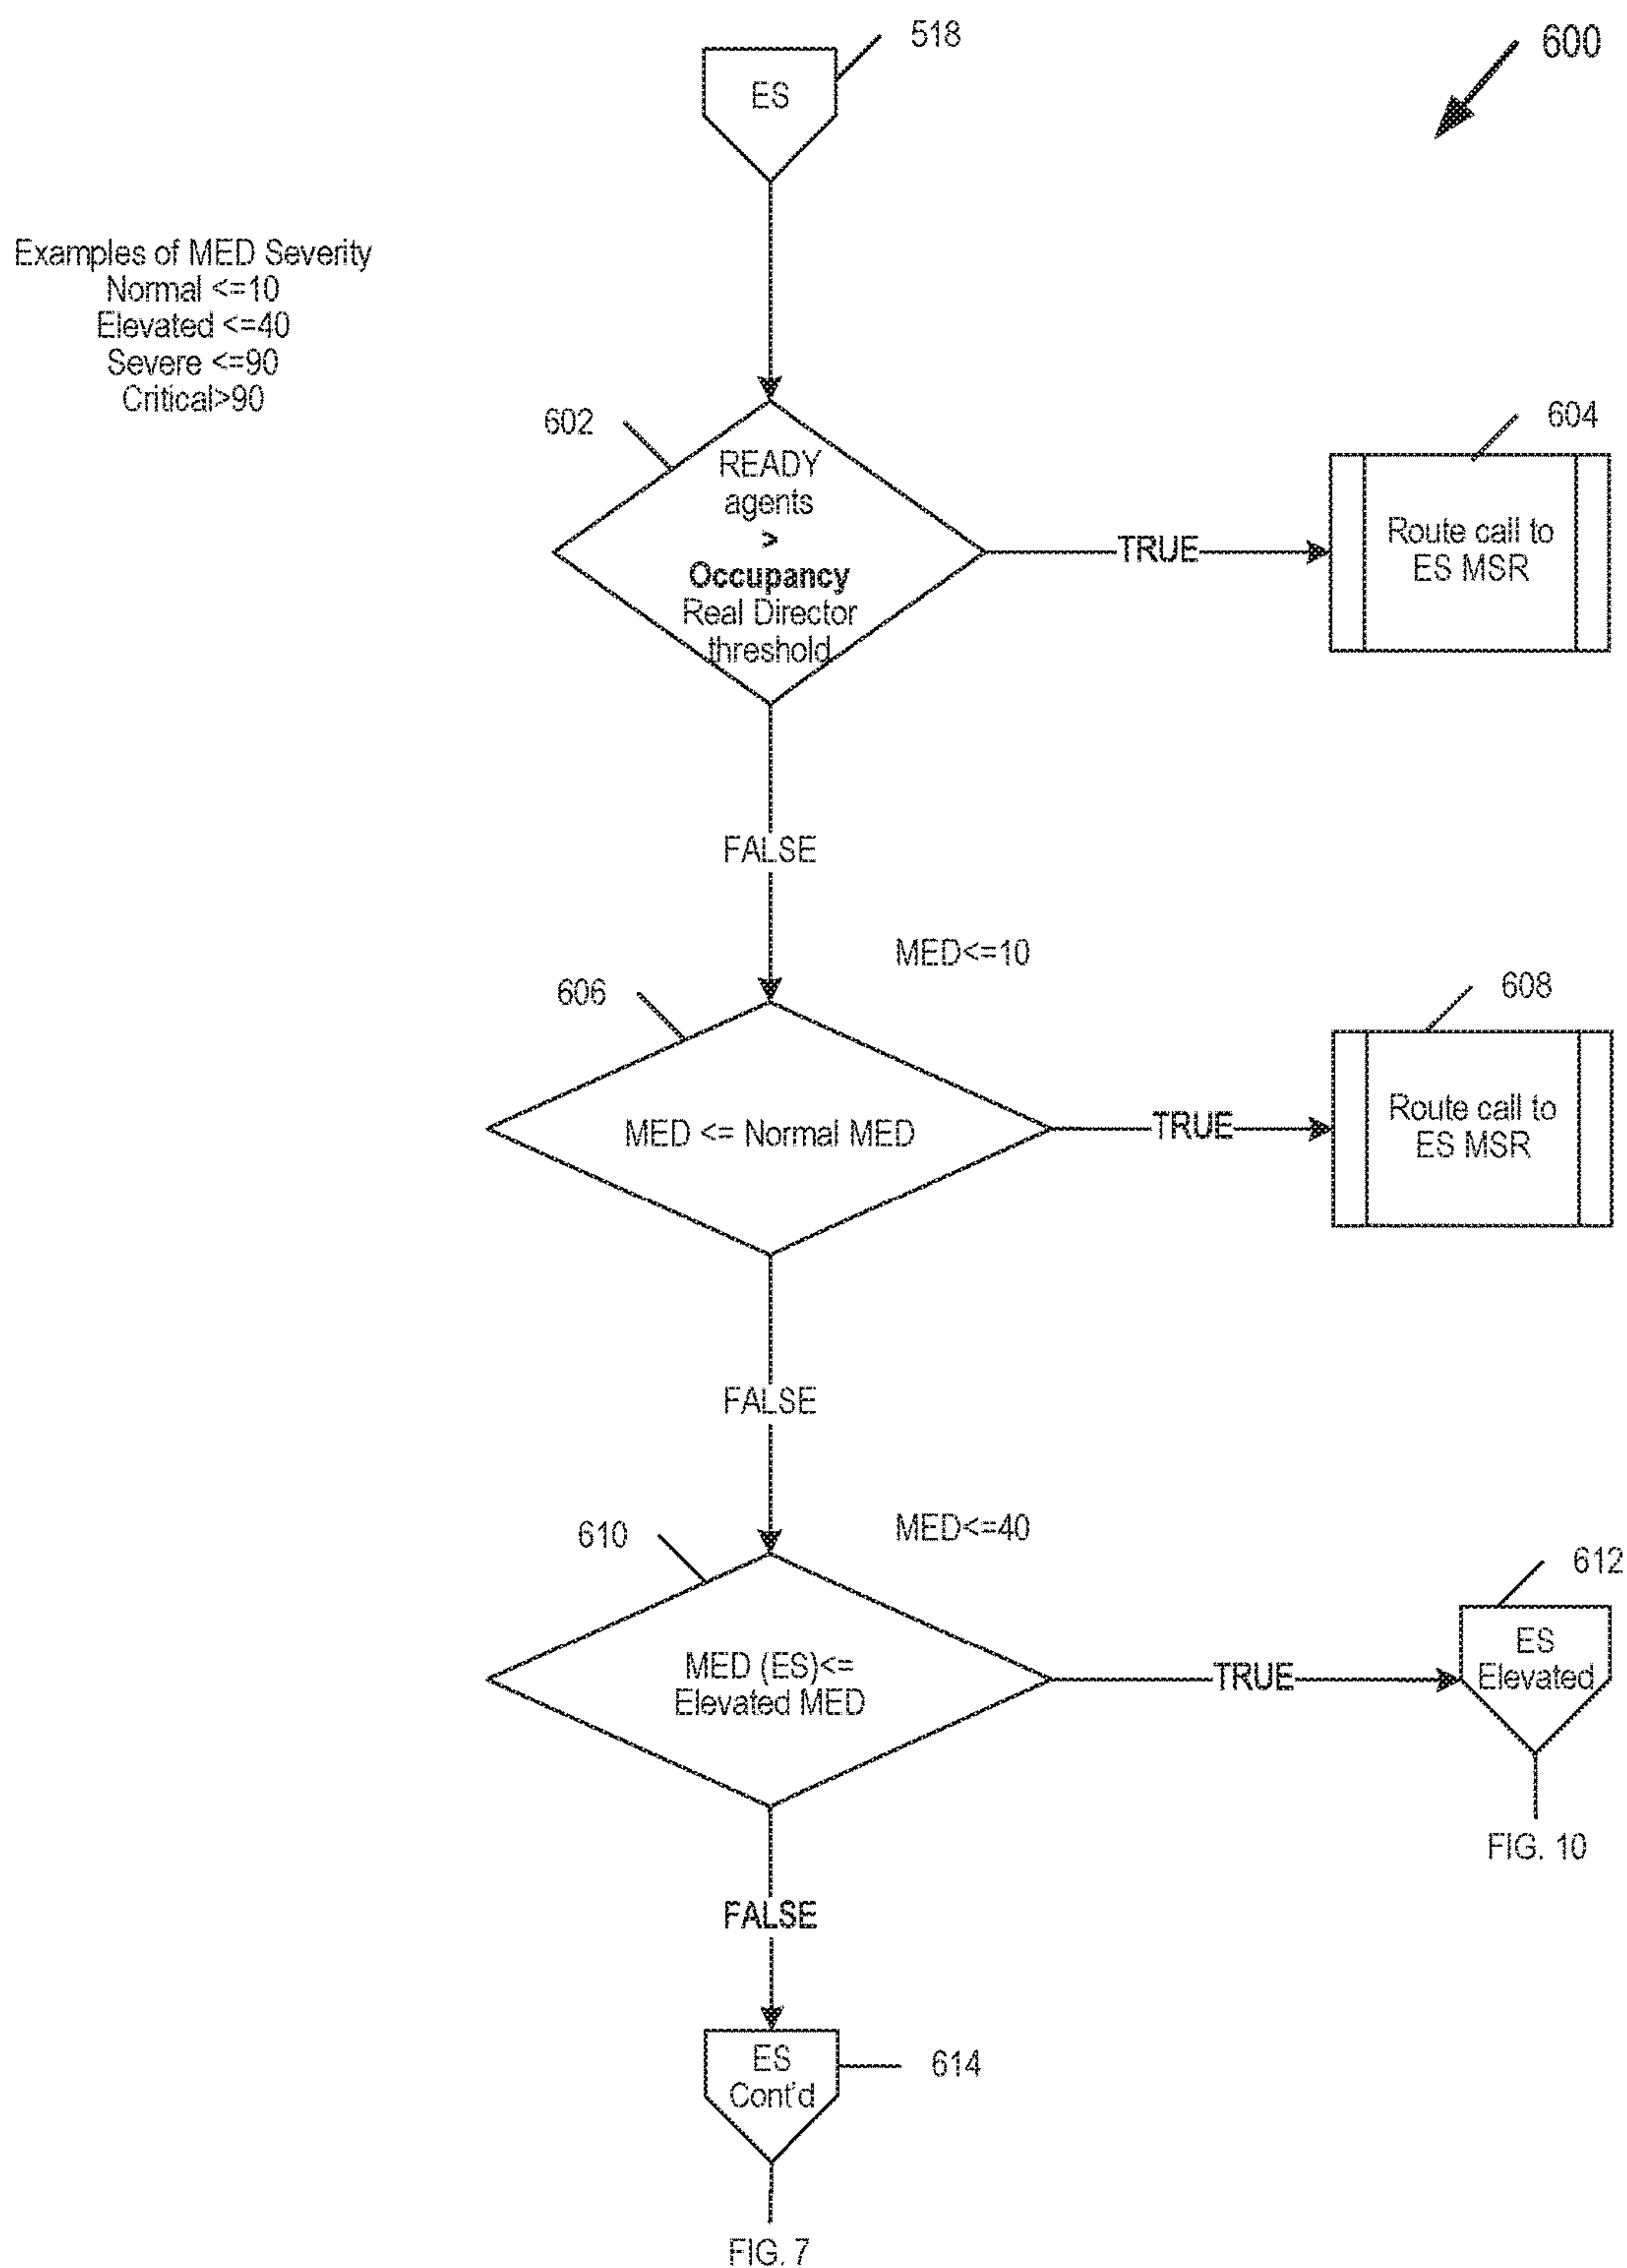 518
600
ES
Examples of MED Severity
Normal <=10
Elevated <=40
Severe <=90
Critical>90
602
READY
agents
>
Occupancy
Real Director
threshold
TRUE
604
Route call to
ES MSR
FALSE
MED<=10
606
MED <= Normal MED
TRUE
608
Route call to
ES MSR
FALSE
MED<=40
610
MED (ES)<=
Elevated MED
TRUE
612
ES
Elevated
FIG. 10
FALSE
ES
Cont'd
614
FIG. 7